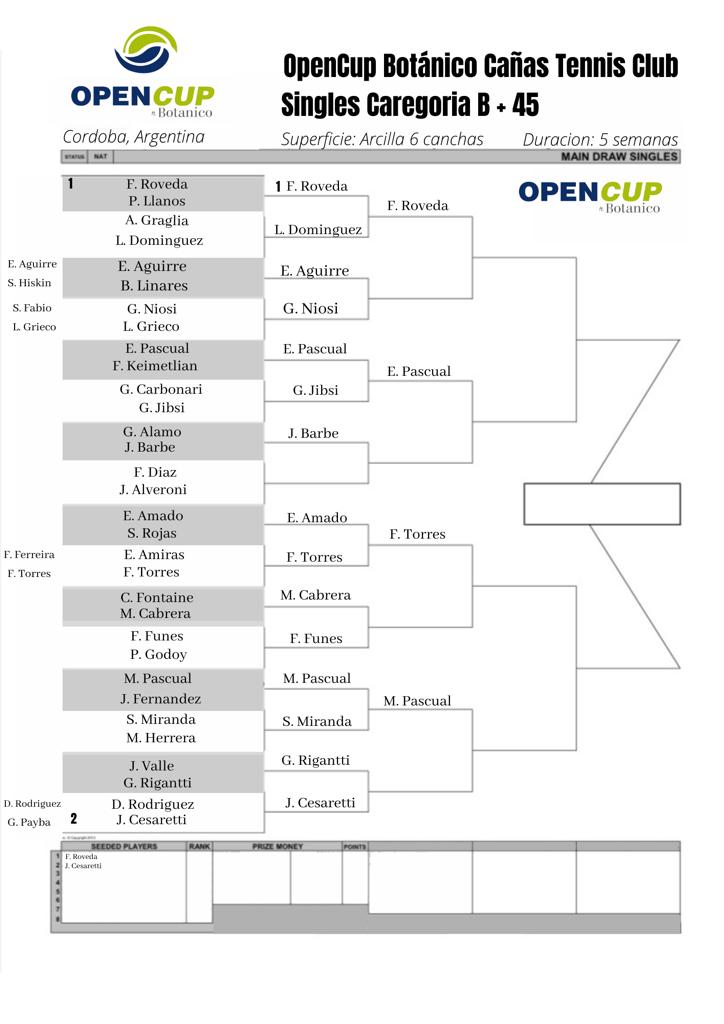 OpenCup Botánico Cañas Tennis Club
OPENCUP
Singles Caregoria B + 45
Botanico
Cordoba, Argentina
Superficie: Arcilla 6 canchas
Duracion: 5 semanas
STATUS
NAT
MAIN DRAW SINGLES
OPENCUP
Botanico
1
F. Roveda
P. Llanos
A. Graglia
L. Dominguez
E. Aguirre
S. Hiskin
E. Aguirre
B. Linares
S. Fabio
L. Grieco
G. Niosi
L. Grieco
E. Pascual
F. Keimetlian
G. Carbonari
G. Jibsi
G. Alamo
J. Barbe
F. Diaz
J. Alveroni
E. Amado
S. Rojas
F. Ferreira
F. Torres
E. Amiras
F. Torres
C. Fontaine
M. Cabrera
F. Funes
P. Godoy
M. Pascual
J. Fernandez
S. Miranda
M. Herrera
J. Valle
G. Rigantti
D. Rodriguez
G. Payba
2
D. Rodriguez
J. Cesaretti
1 F. Roveda
L. Dominguez
E. Aguirre
G. Niosi
E. Pascual
G. Jibsi
J. Barbe
E. Amado
F. Torres
M. Cabrera
F. Funes
M. Pascual
S. Miranda
G. Rigantti
J. Cesaretti
F. Roveda
E. Pascual
F. Torres
M. Pascual
SEEDED PLAYERS
RANK
PRIZE MONEY
POINTS
1 F. Roveda
2 J. Cesaretti
3
4
5
6
7
8